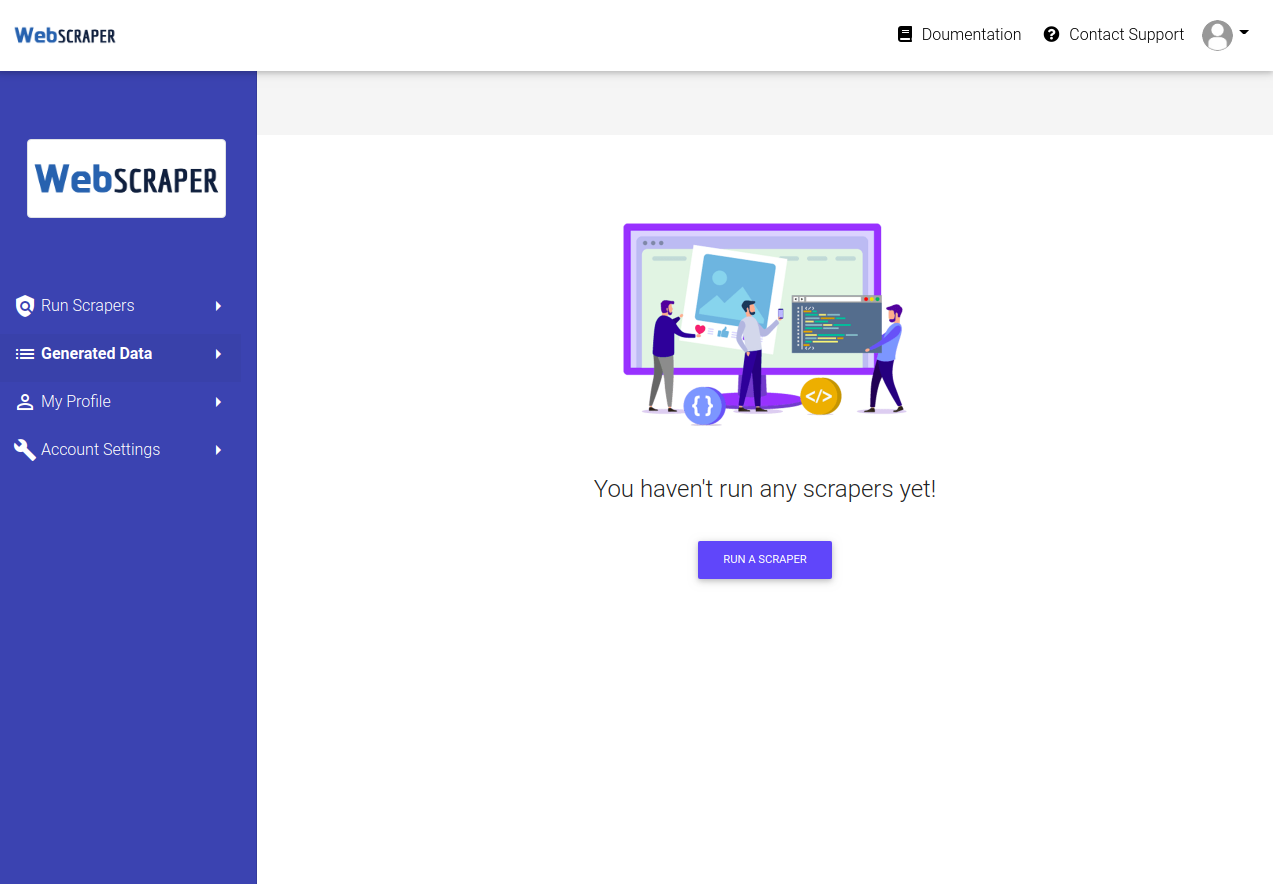 WebSCRAPER
Doumentation
Contact Support
WebSCRAPER
Run Scrapers
Generated Data
My Profile
Account Settings
{}
</>
You haven't run any scrapers yet!
RUN A SCRAPER